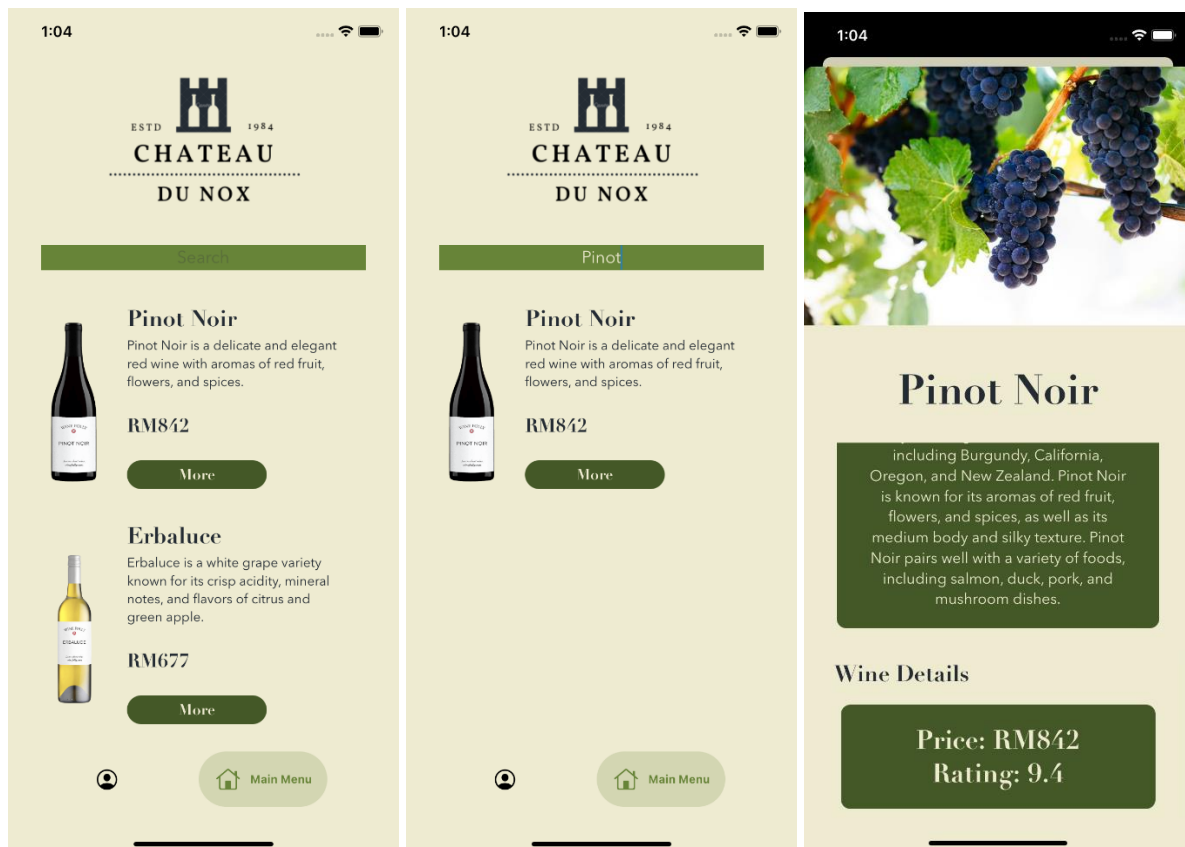 1:04
ESTD 1984
CHATEAU
DU NOX
Search
Pinot Noir
Pinot Noir is a delicate and elegant
red wine with aromas of red fruit,
flowers, and spices.
PINOT NOIR
RM842
More
Erbaluce
Erbaluce is a white grape variety
known for its crisp acidity, mineral
notes, and flavors of citrus and
green apple.
ERBALUCE
RM677
More
Main Menu
1:04
ESTD 1984
CHATEAU
DU NOX
Pinot
Pinot Noir
Pinot Noir is a delicate and elegant
red wine with aromas of red fruit,
flowers, and spices.
PINOT NOIR
RM842
More
Main Menu
1:04
Pinot Noir
including Burgundy, California,
Oregon, and New Zealand. Pinot Noir
is known for its aromas of red fruit,
flowers, and spices, as well as its
medium body and silky texture. Pinot
Noir pairs well with a variety of foods,
including salmon, duck, pork, and
mushroom dishes.
Wine Details
Price: RM842
Rating: 9.4